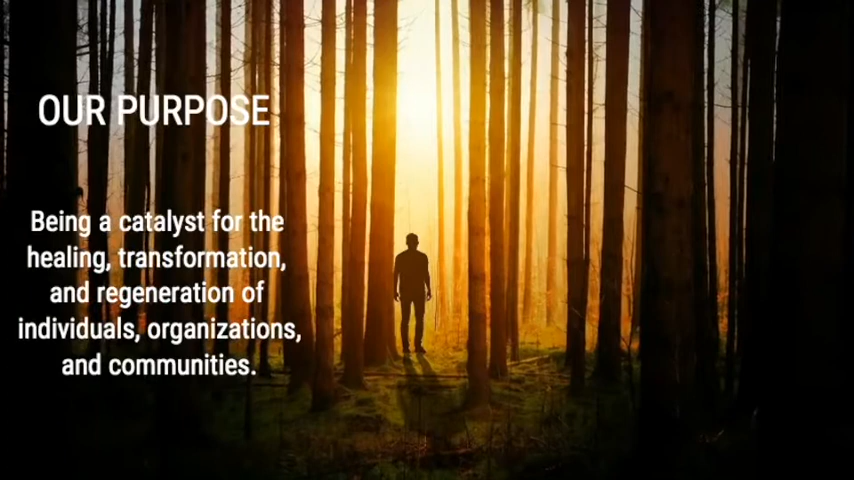 OUR PURPOSE
Being a catalyst for the
healing, transformation,
and regeneration of
individuals, organizations,
and communities.